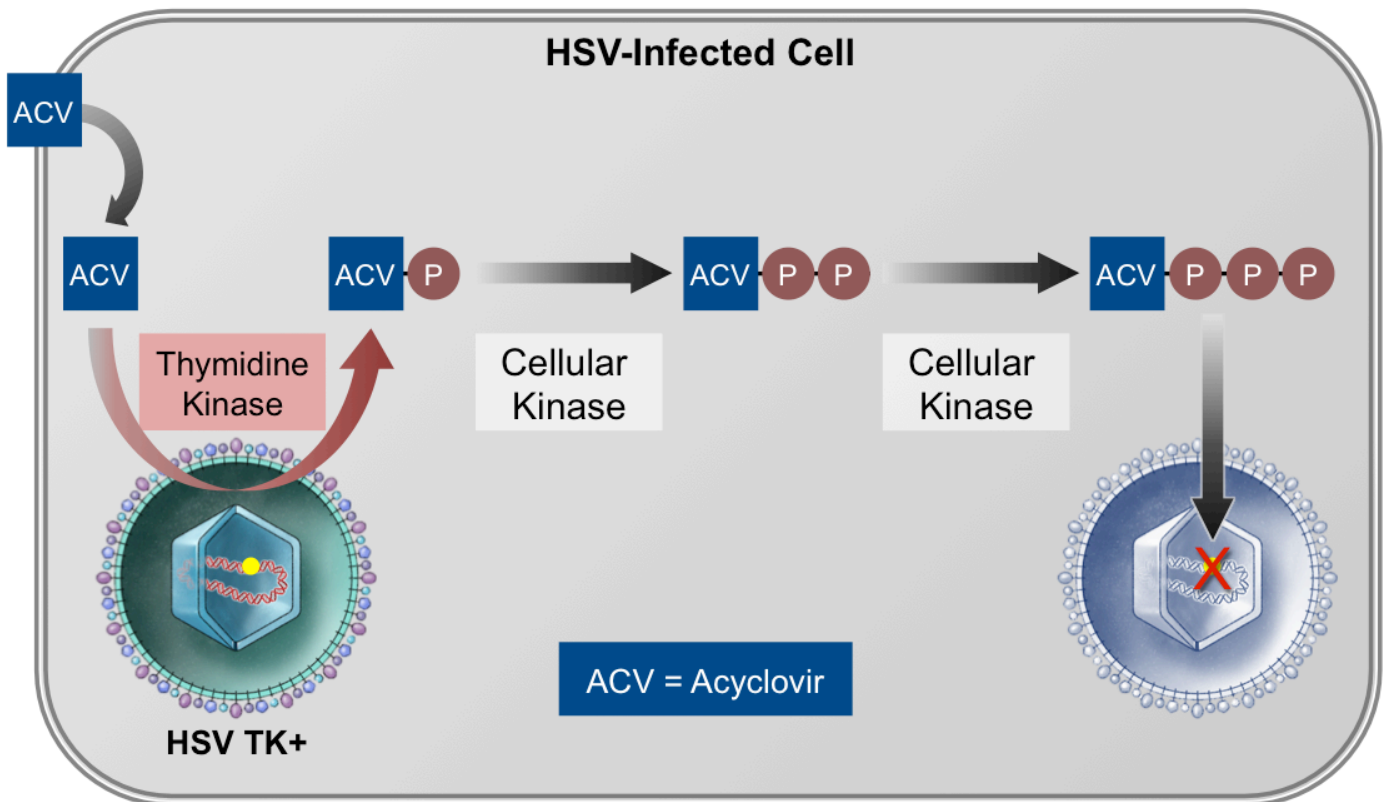 HSV-Infected Cell
ACV
ACV
ACV P
ACV P P
ACV P P P
Thymidine
Kinase
Cellular
Kinase
Cellular
Kinase
X
ACV = Acyclovir
HSV TK+